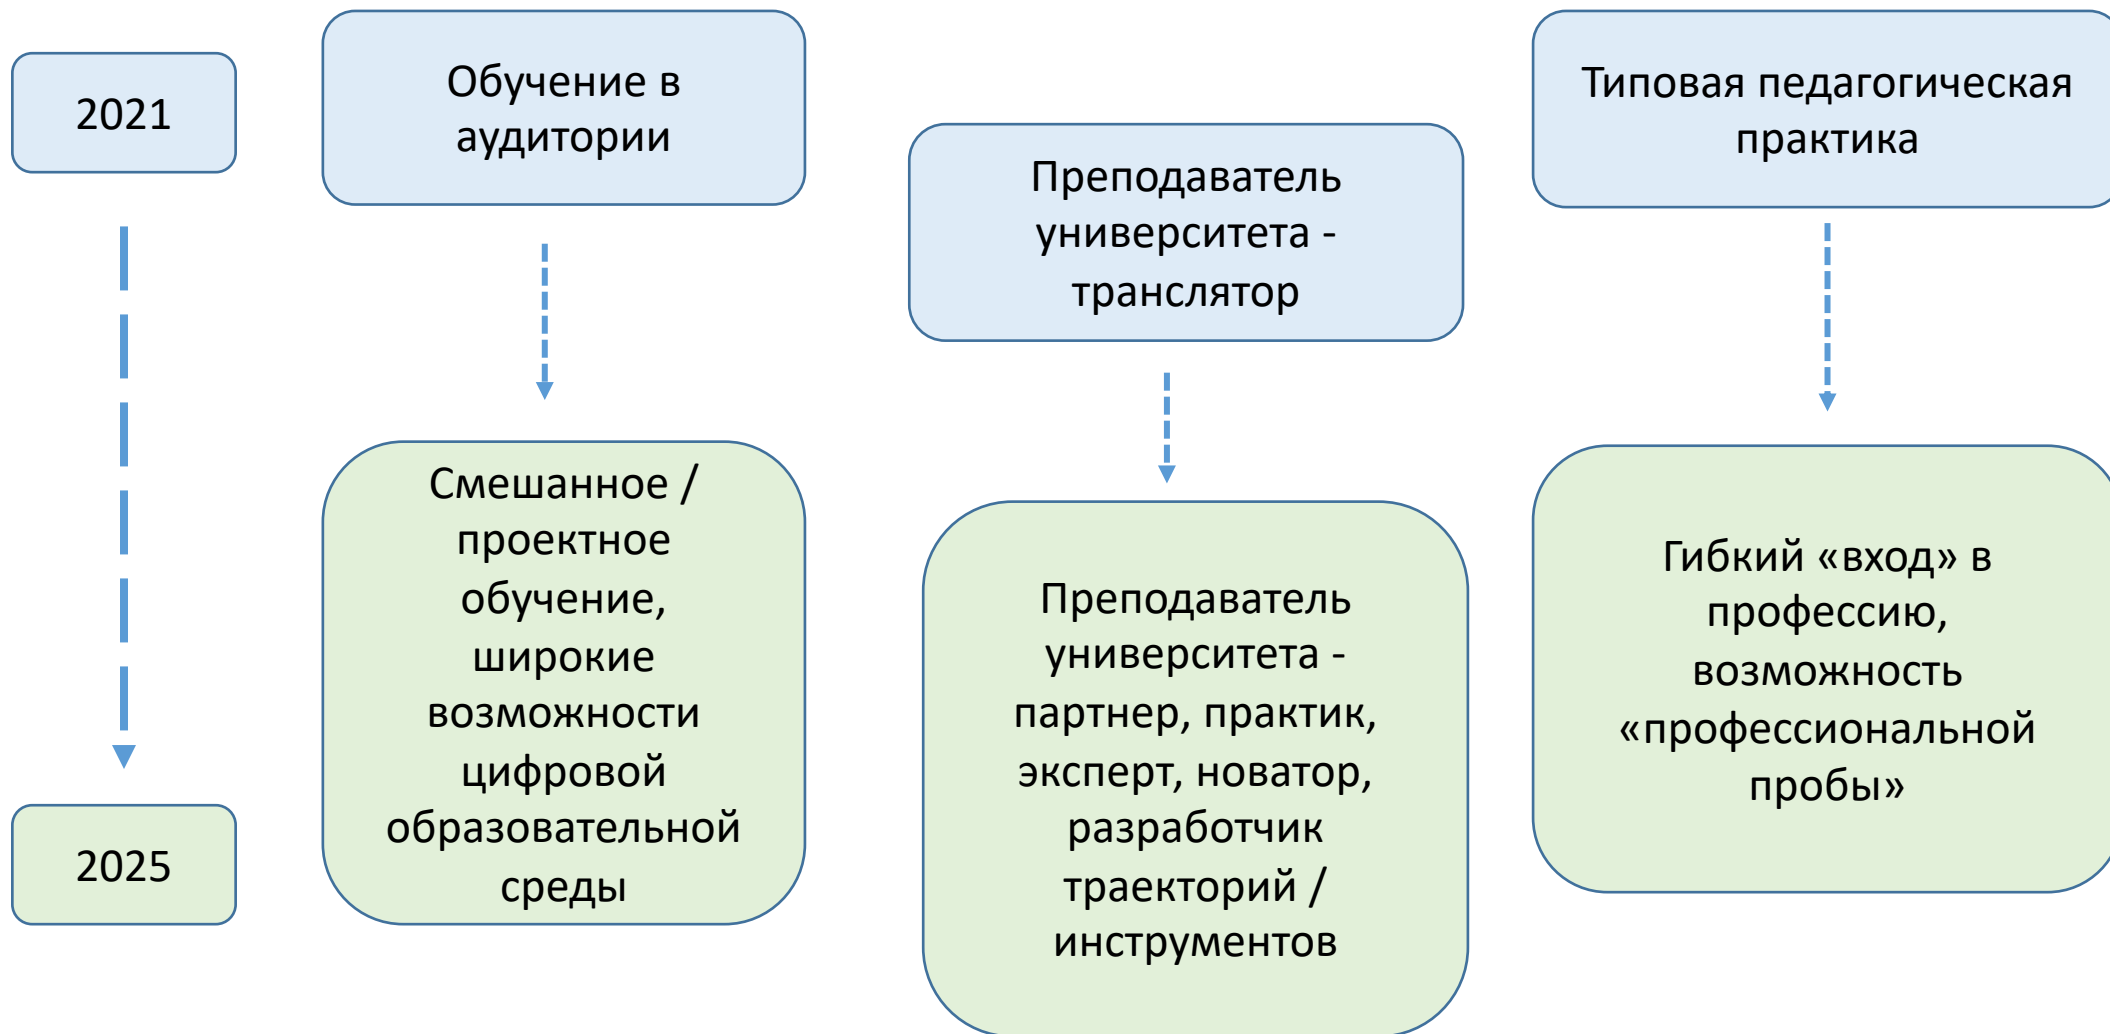 2021
Обучение в
аудитории
Преподаватель
университета -
транслятор
Типовая педагогическая
практика
2025
Смешанное /
проектное
обучение,
широкие
возможности
цифровой
образовательной
среды
Преподаватель
университета -
партнер, практик,
эксперт, новатор,
разработчик
траекторий /
инструментов
Гибкий «вход» в
профессию,
возможность
«профессиональной
пробы»